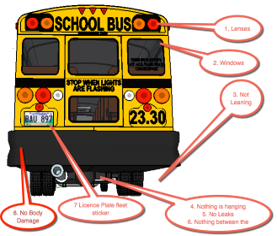 SCHOOL BUS
1. Lenses
2. Windows
STOP WHEN LIGHTS
ARE FLASHING
3. Not
Leaning
BAU 897
23.30
8. No Body
Damage
7 Licence Plate fleet
sticker
4. Nothing is hanging
5. No Leaks
6. Nothing between the